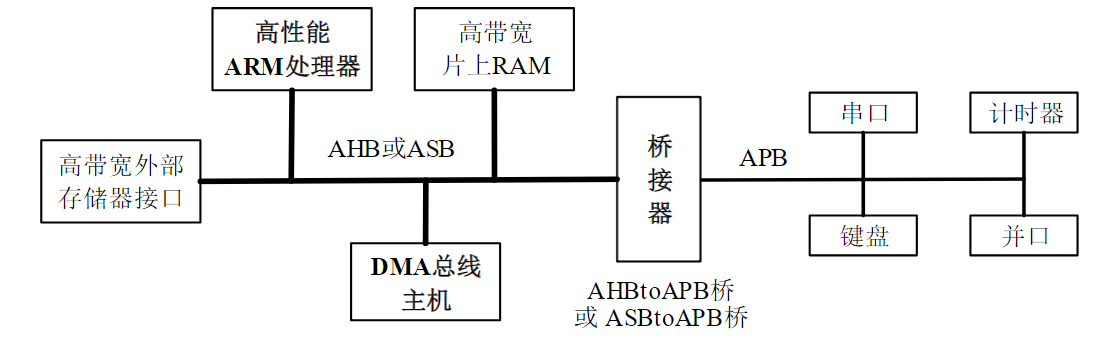 高性能
ARM处理器
高带宽
片上RAM
高带宽外部
存储器接口
AHB或ASB
DMA总线
主机
桥
接
器
AHBtoAPB桥
或 ASBtoAPB桥
APB
串口
计时器
键盘
并口